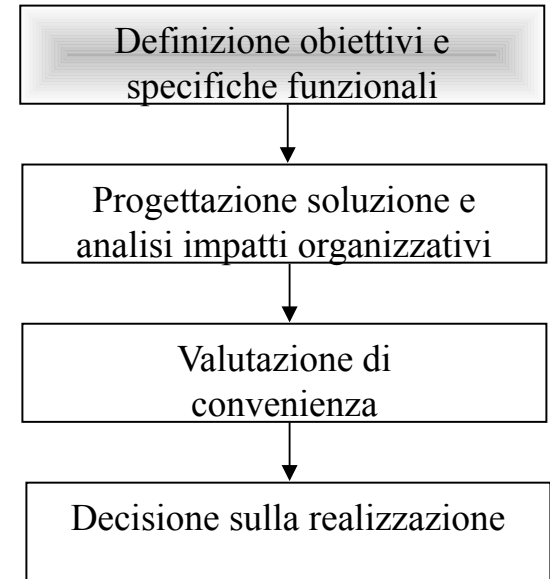 Definizione obiettivi e
specifiche funzionali
Progettazione soluzione e
analisi impatti organizzativi
Valutazione di
convenienza
Decisione sulla realizzazione